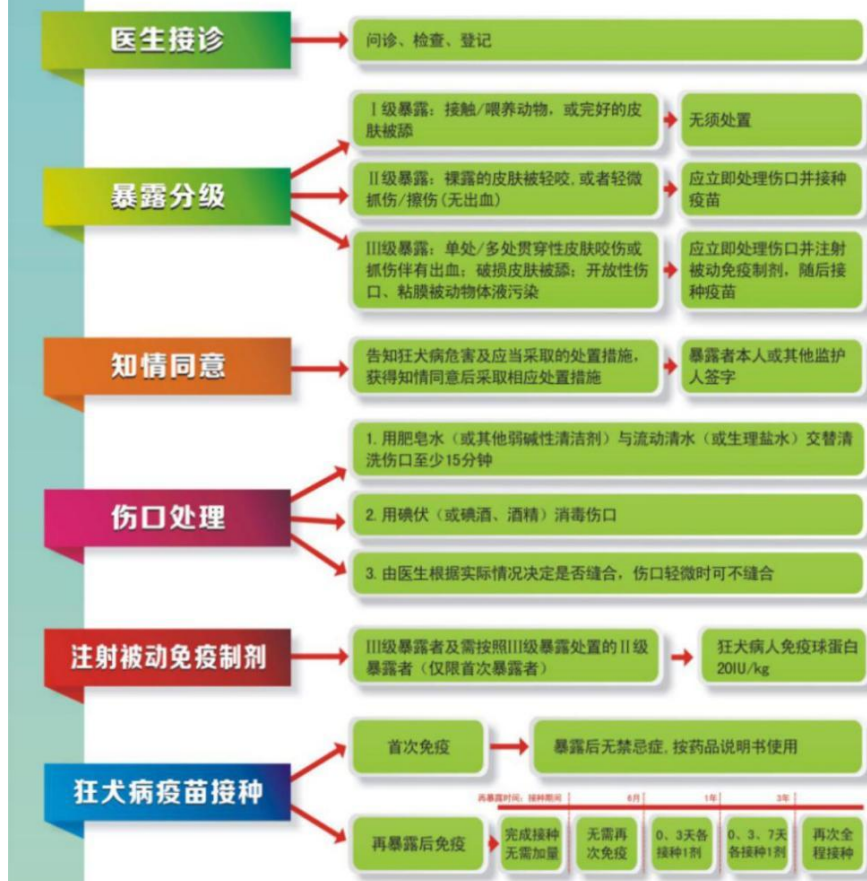 医生接诊
问诊、检查、登记
暴露分级
Ⅰ级暴露：接触/喂养动物，或完好的皮
肤被舔
无须处置
Ⅱ级暴露：裸露的皮肤被轻咬，或者轻微
抓伤/擦伤(无出血)
应立即处理伤口并接种
疫苗
Ⅲ级暴露：单处/多处贯穿性皮肤咬伤或
抓伤伴有出血；破损皮肤被舔；开放性伤
口、粘膜被动物体液污染
应立即处理伤口并注射
被动免疫制剂，随后接
种疫苗
知情同意
告知狂犬病危害及应当采取的处置措施，
获得知情同意后采取相应处置措施
暴露者本人或其他监护
人签字
伤口处理
1.用肥皂水（或其他弱碱性清洁剂）与流动清水（或生理盐水）交替清
洗伤口至少15分钟
2.用碘伏（或碘酒、酒精）消毒伤口
3.由医生根据实际情况决定是否缝合，伤口轻微时可不缝合
注射被动免疫制剂
Ⅲ级暴露者及需按照Ⅲ级暴露处置的Ⅱ级
暴露者（仅限首次暴露者）
狂犬病人免疫球蛋白
20IU/kg
狂犬病疫苗接种
首次免疫
暴露后无禁忌症，按药品说明书使用
再暴露时间：接种期间
6月
1年
3年
再暴露后免疫
完成接种
无需加量
无需再
次免疫
0、3天各
接种1剂
0、3、7天
各接种1剂
再次全
程接种